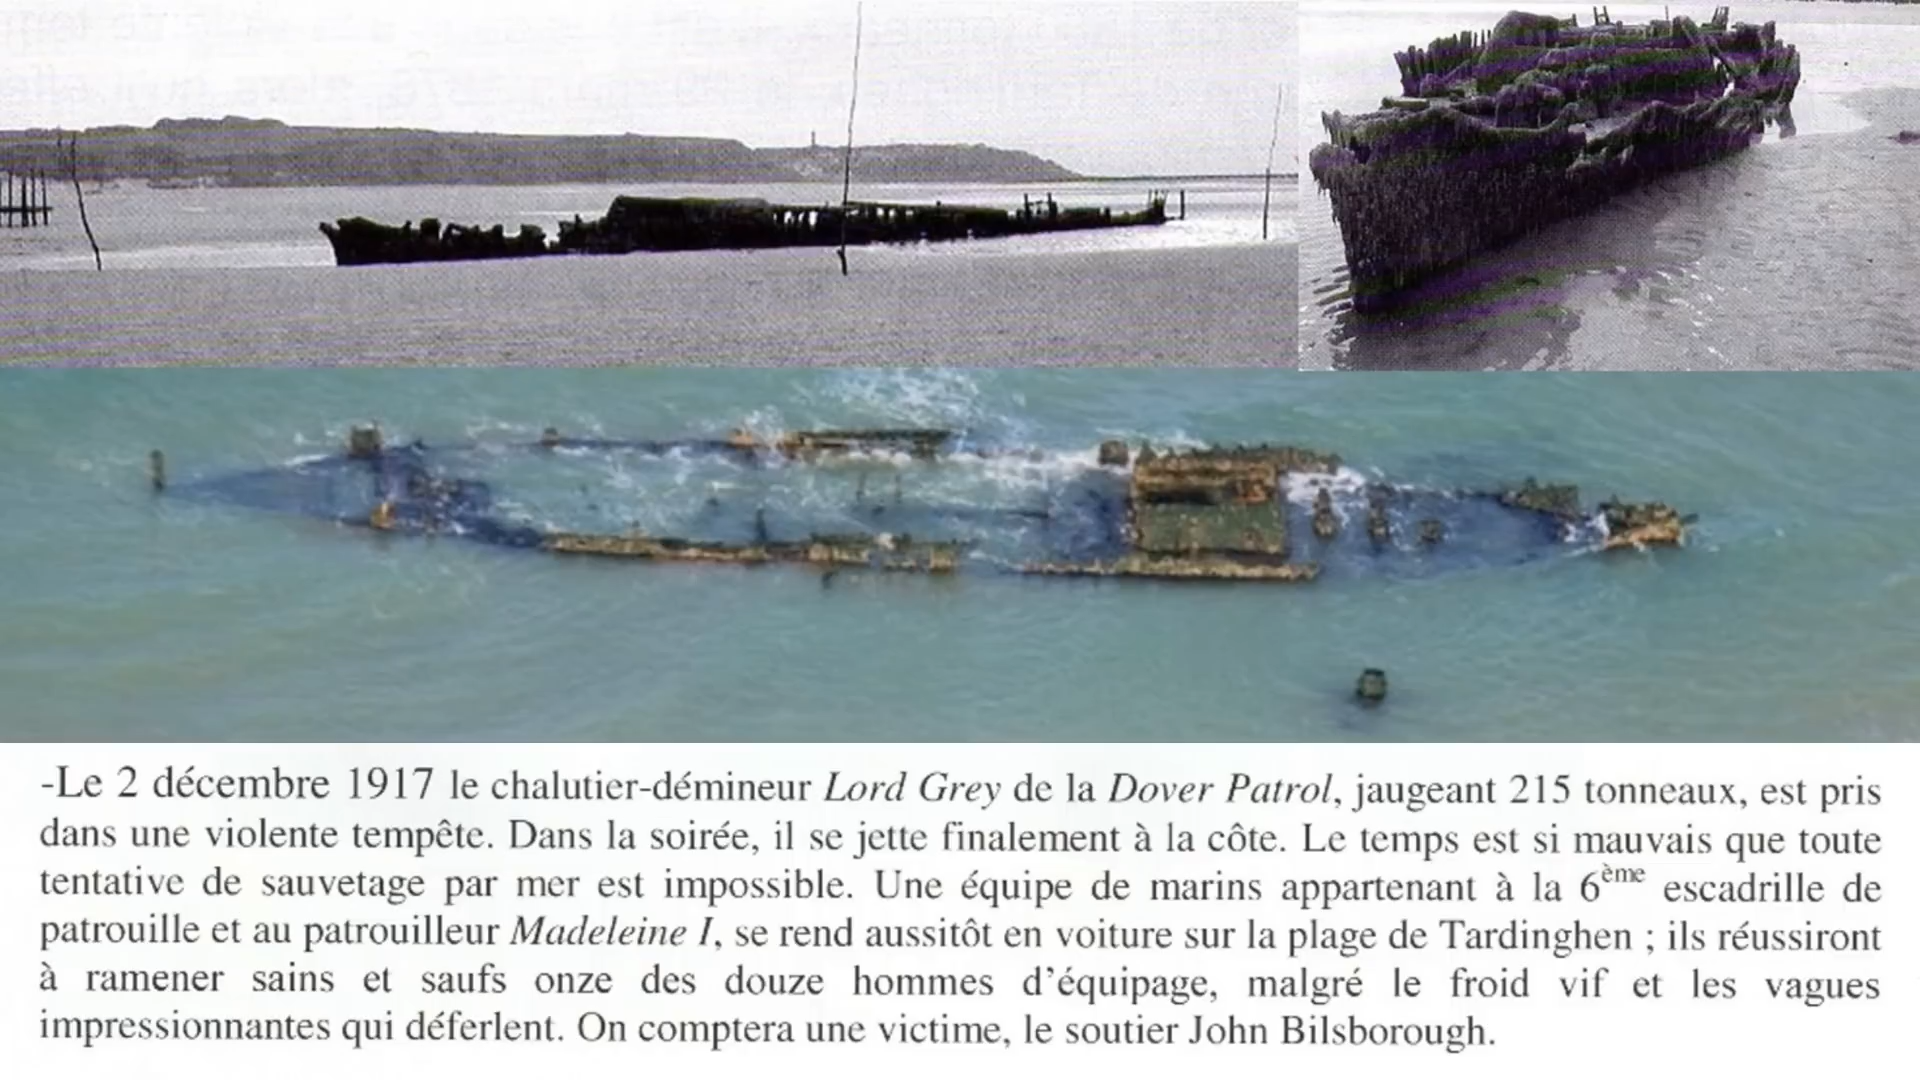 -Le 2 décembre 1917 le chalutier-démineur Lord Grey de la Dover Patrol, jaugeant 215 tonneaux, est pris
dans une violente tempête. Dans la soirée, il se jette finalement à la côte. Le temps est si mauvais que toute
tentative de sauvetage par mer est impossible. Une équipe de marins appartenant à la 6ème escadrille de
patrouille et au patrouilleur Madeleine I, se rend aussitôt en voiture sur la plage de Tardinghen ; ils réussiront
à ramener sains et saufs onze des douze hommes d'équipage, malgré le froid vif et les vagues
impressionnantes qui déferlent. On comptera une victime, le soutier John Bilsborough.